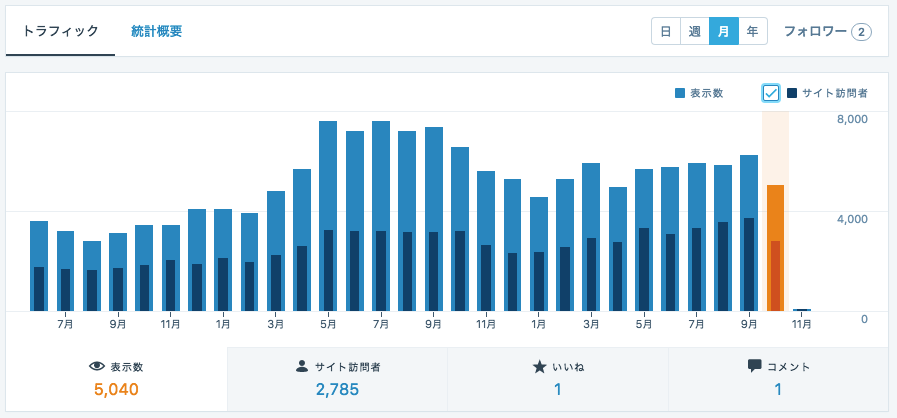 トラフィック 統計概要 日 週 月 年 フォロワー 2
表示数 サイト訪問者
8,000
4,000
0
7月 9月 11月 1月 3月 5月 7月 9月 11月 1月 3月 5月 7月 9月 11月
表示数 サイト訪問者 いいね コメント
5,040 2,785 1 1